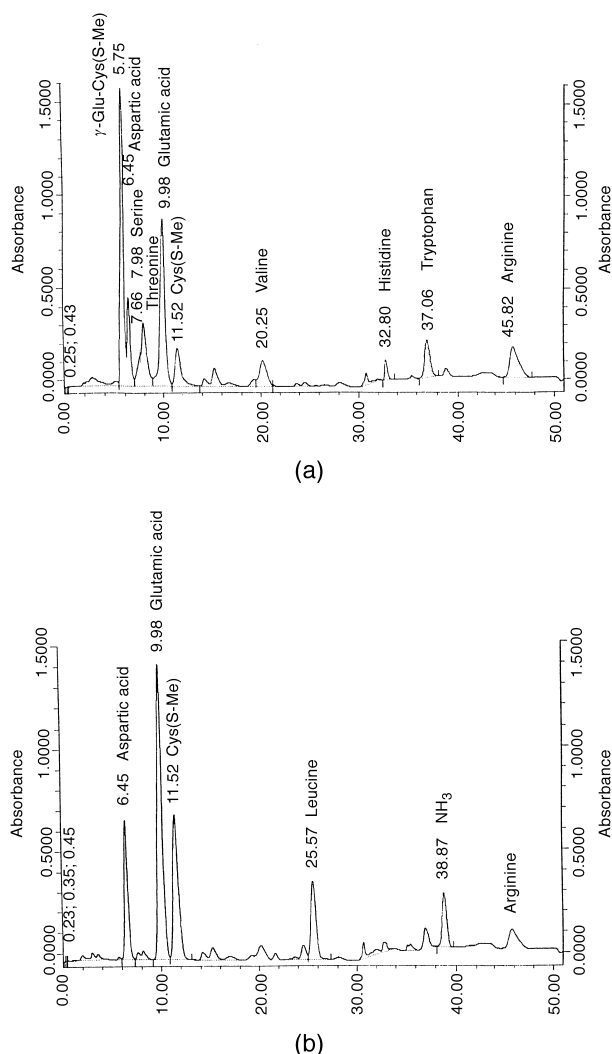 γ-Glu-Cys(S-Me)
5.75
6.45 Aspartic acid
7.66 7.98 Serine
Threonine
9.98 Glutamic acid
11.52 Cys(S-Me)
20.25 Valine
32.80 Histidine
37.06 Tryptophan
45.82 Arginine
0.25; 0.43
Absorbance
1.5000
1.0000
0.5000
0.0000
Absorbance
1.5000
1.0000
0.5000
0.0000
0.00 10.00 20.00 30.00 40.00 50.00
(a)
0.23; 0.35; 0.45
6.45 Aspartic acid
9.98 Glutamic acid
11.52 Cys(S-Me)
25.57 Leucine
38.87 NH3
Arginine
Absorbance
1.5000
1.0000
0.5000
0.0000
Absorbance
1.5000
1.0000
0.5000
0.0000
0.00 10.00 20.00 30.00 40.00 50.00
(b)